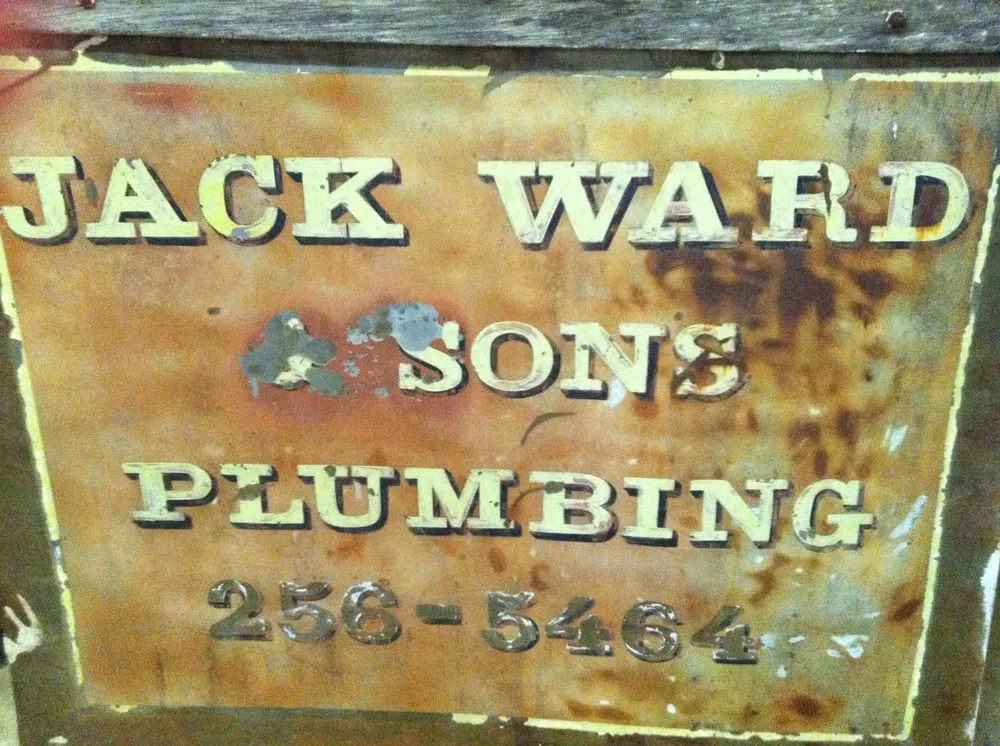 JACK WARD
& SONS
PLUMBING
256-5464